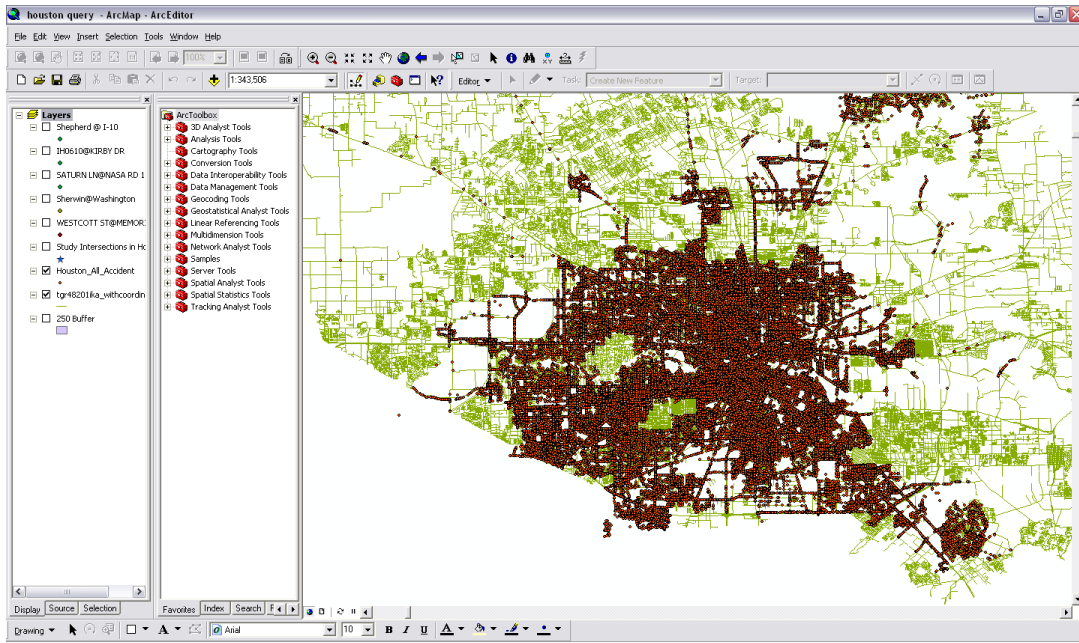 houston query - ArcMap - ArcEditor
File Edit View Insert Selection Tools Window Help
100%
1:343,506 Editor Task: Create New Feature Target:
Layers
Shepherd @ I-10
IH0610@KIRBY DR
SATURN LN@NASA RD 1
Sherwin@Washington
WESTCOTT ST@MEMOR
Study Intersections in Ho
Houston_All_Accident
tgr48201lka_withcoordin
250 Buffer
Display Source Selection
ArcToolbox
3D Analyst Tools
Analysis Tools
Cartography Tools
Conversion Tools
Data Interoperability Tools
Data Management Tools
Geocoding Tools
Geostatistical Analyst Tools
Linear Referencing Tools
Multidimension Tools
Network Analyst Tools
Samples
Server Tools
Spatial Analyst Tools
Spatial Statistics Tools
Tracking Analyst Tools
Favorites Index Search
Drawing A Arial 10 B I U A